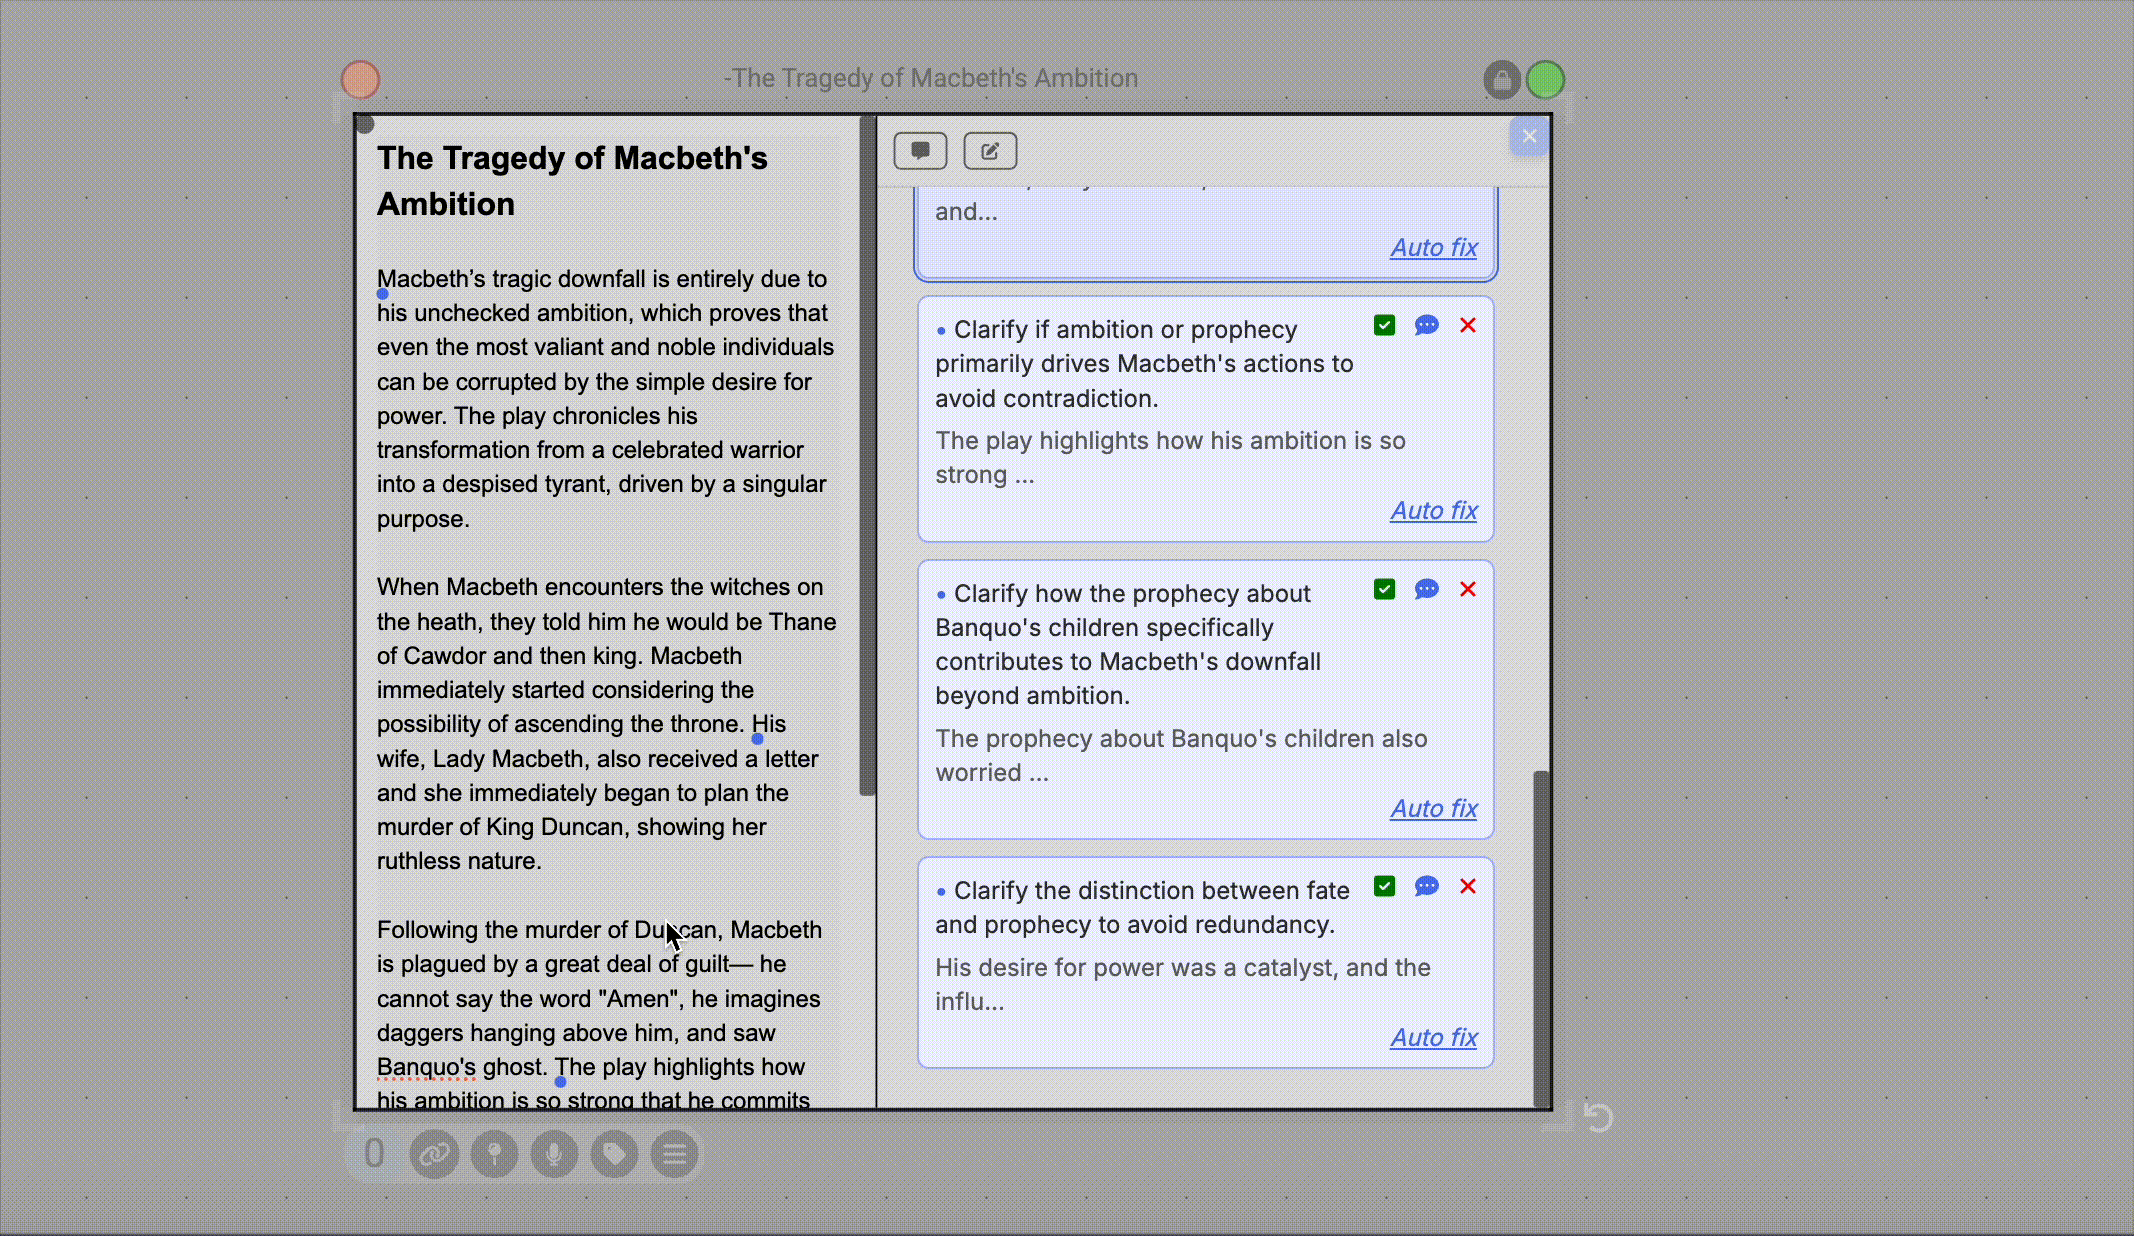 -The Tragedy of Macbeth's Ambition
The Tragedy of Macbeth's
Ambition
Macbeth’s tragic downfall is entirely due to
his unchecked ambition, which proves that
even the most valiant and noble individuals
can be corrupted by the simple desire for
power. The play chronicles his
transformation from a celebrated warrior
into a despised tyrant, driven by a singular
purpose.
When Macbeth encounters the witches on
the heath, they told him he would be Thane
of Cawdor and then king. Macbeth
immediately started considering the
possibility of ascending the throne. His
wife, Lady Macbeth, also received a letter
and she immediately began to plan the
murder of King Duncan, showing her
ruthless nature.
Following the murder of Duncan, Macbeth
is plagued by a great deal of guilt— he
cannot say the word "Amen", he imagines
daggers hanging above him, and saw
Banquo's ghost. The play highlights how
his ambition is so strong that he commits
and...
Auto fix
• Clarify if ambition or prophecy
primarily drives Macbeth's actions to
avoid contradiction.
The play highlights how his ambition is so
strong ...
Auto fix
• Clarify how the prophecy about
Banquo's children specifically
contributes to Macbeth's downfall
beyond ambition.
The prophecy about Banquo's children also
worried ...
Auto fix
• Clarify the distinction between fate
and prophecy to avoid redundancy.
His desire for power was a catalyst, and the
influ...
Auto fix
0